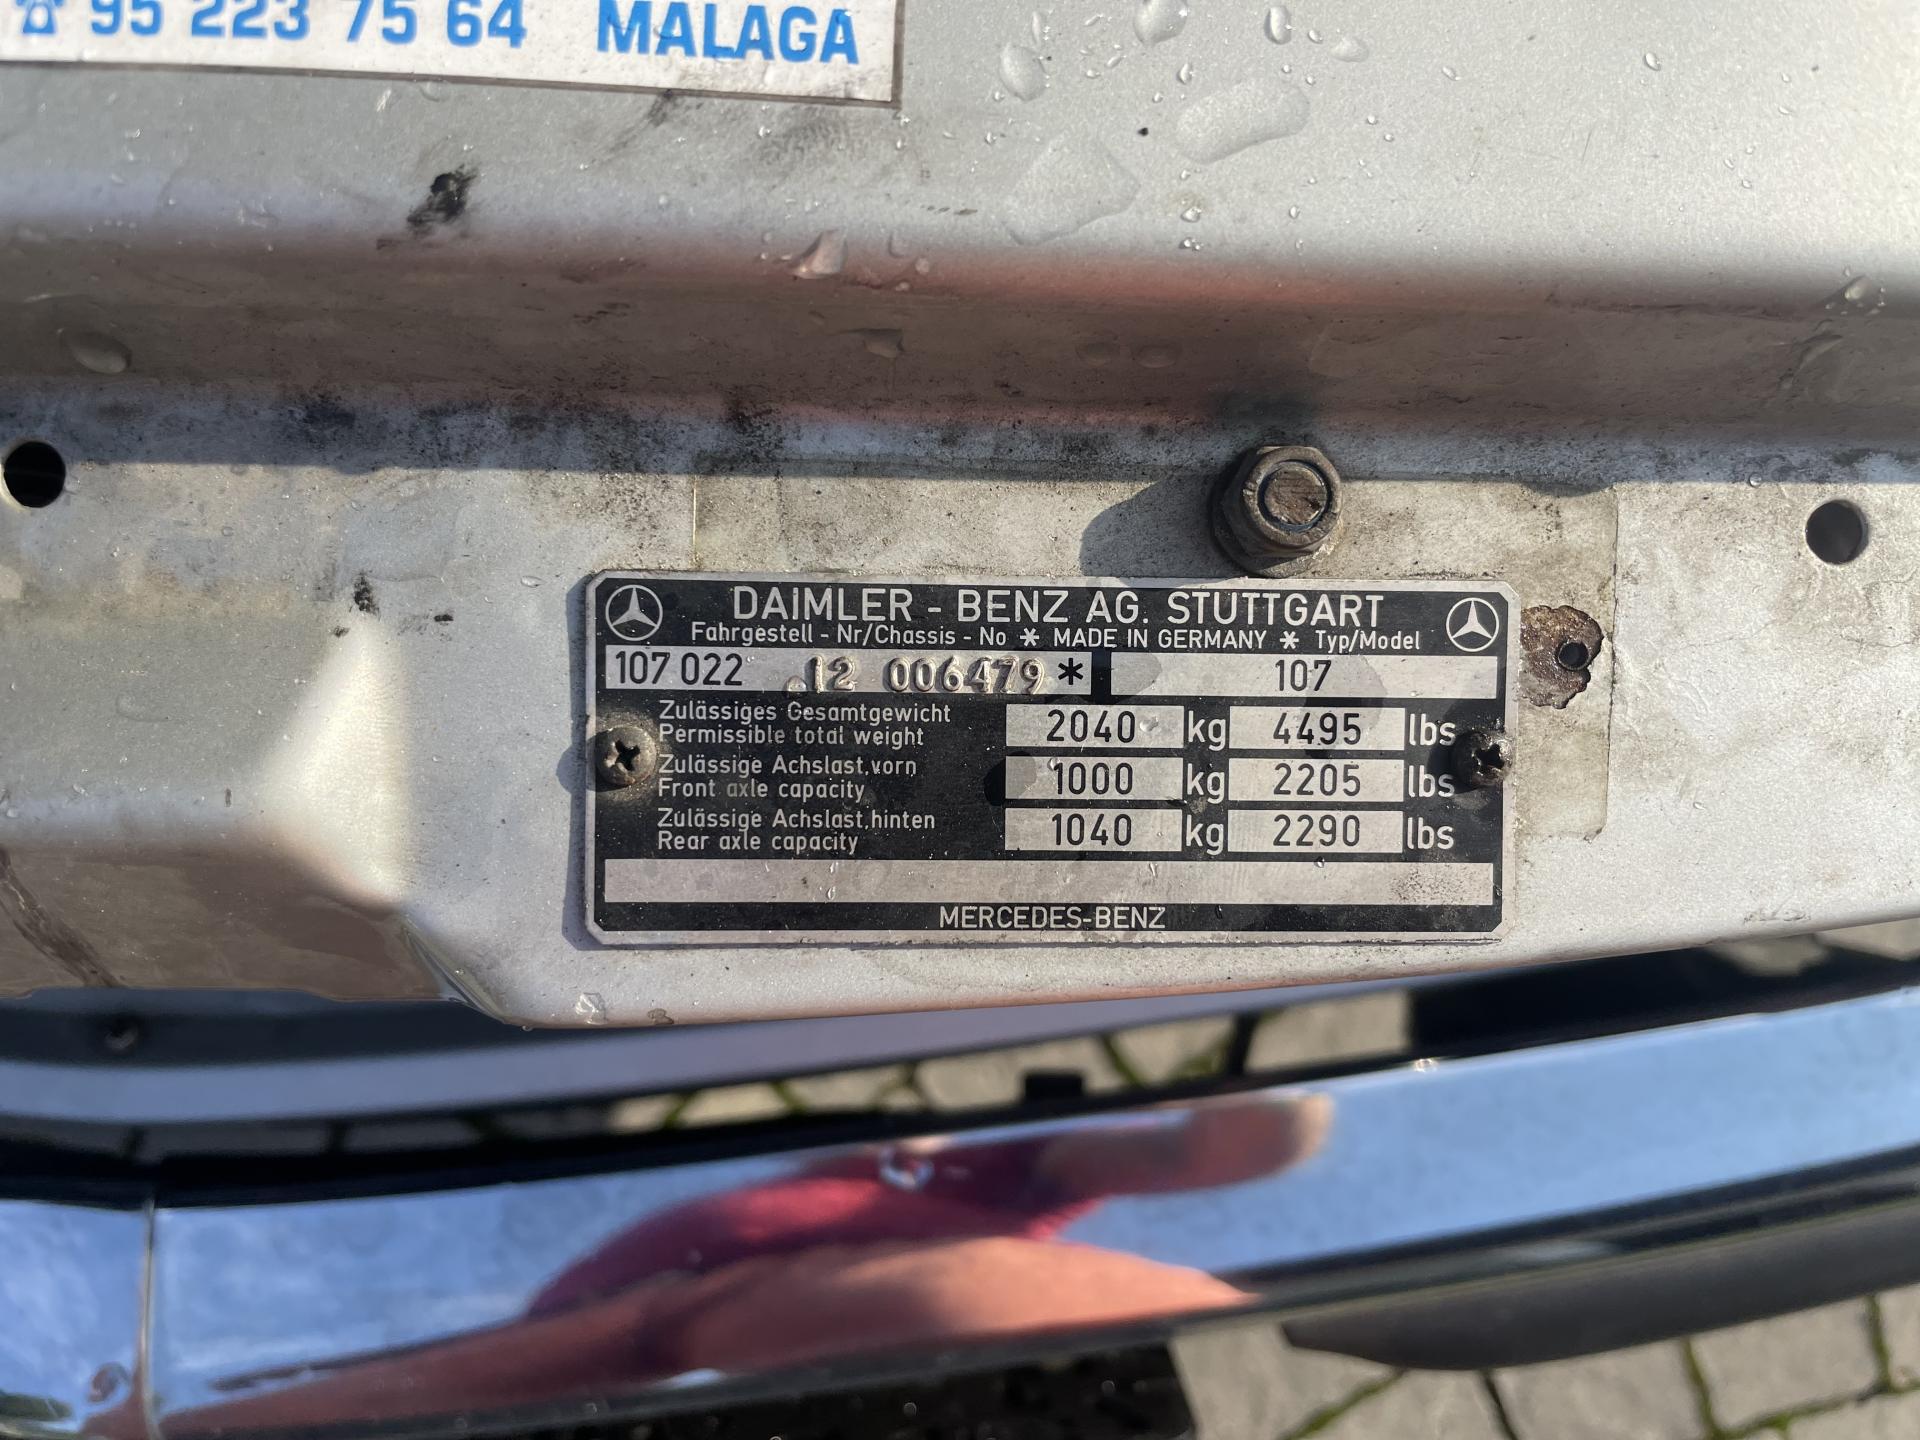 ☎ 95 223 75 64 MALAGA
DAIMLER - BENZ AG. STUTTGART
Fahrgestell - Nr/Chassis - No * MADE IN GERMANY * Typ/Model
107 022 .12 006479 * 107
Zulässiges Gesamtgewicht
Permissible total weight 2040 kg 4495 lbs
Zulässige Achslast, vorn
Front axle capacity 1000 kg 2205 lbs
Zulässige Achslast, hinten
Rear axle capacity 1040 kg 2290 lbs
MERCEDES-BENZ